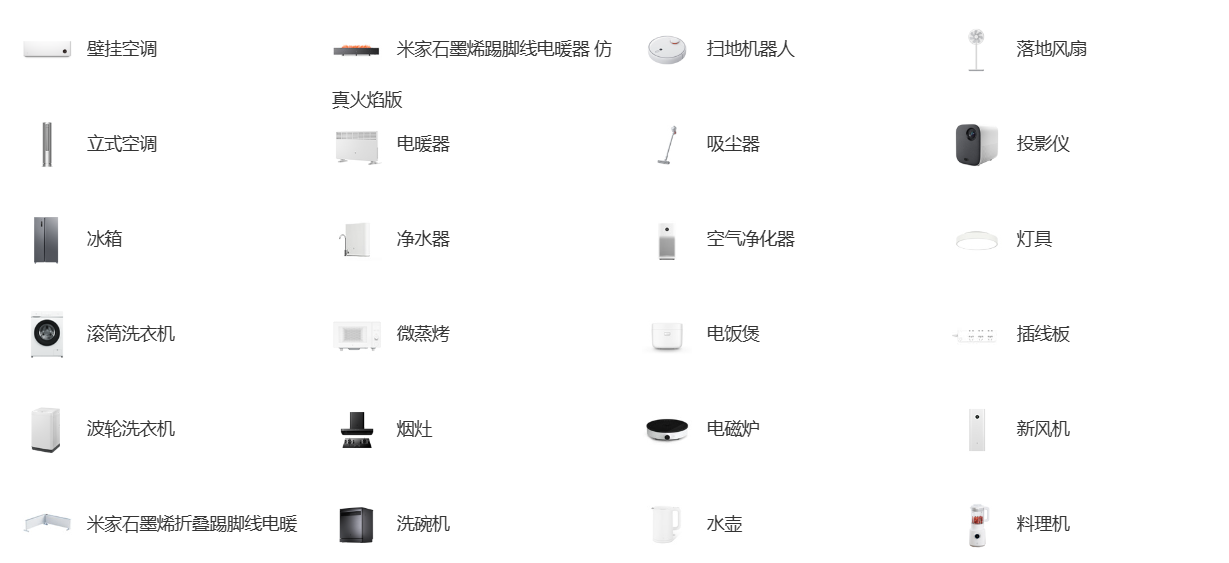 壁挂空调
米家石墨烯踢脚线电暖器 仿
真火焰版
扫地机器人
落地风扇
立式空调
电暖器
吸尘器
投影仪
冰箱
净水器
空气净化器
灯具
滚筒洗衣机
微蒸烤
电饭煲
插线板
波轮洗衣机
烟灶
电磁炉
新风机
米家石墨烯折叠踢脚线电暖
洗碗机
水壶
料理机